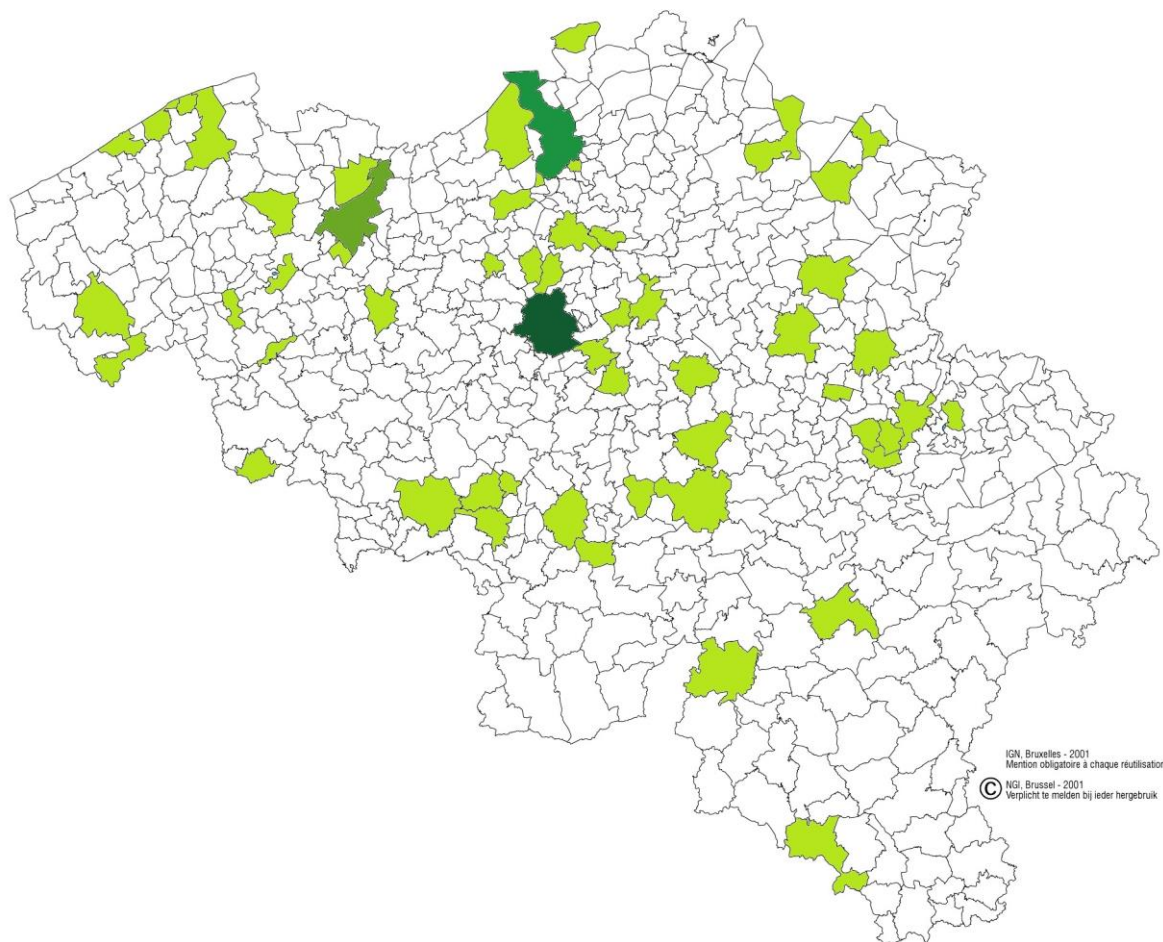 IGN, Bruxelles - 2001
Mention obligatoire à chaque réutilisation
© NGI, Brussel - 2001
Verplicht te melden bij ieder hergebruik